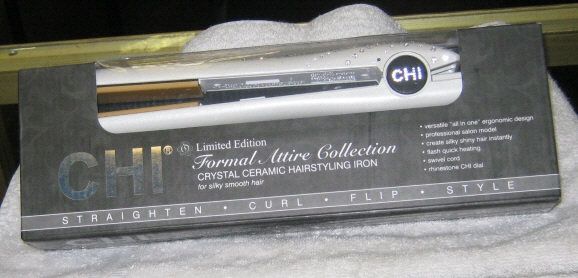 CHI
CHI®
Limited Edition
Formal Attire Collection
CRYSTAL CERAMIC HAIRSTYLING IRON
for silky smooth hair
• versatile "all in one" ergonomic design
• professional salon model
• create silky shiny hair instantly
• flash quick heating
• swivel cord
• rhinestone CHI dial
STRAIGHTEN • CURL • FLIP • STYLE